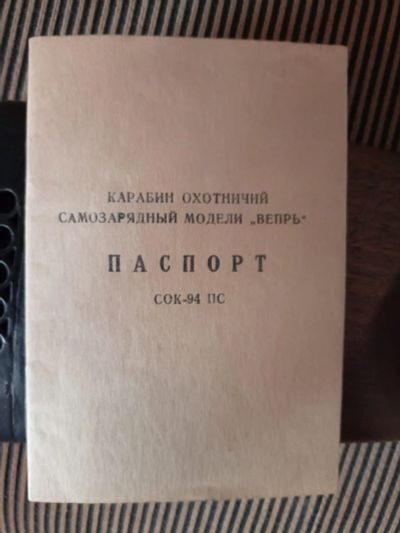 КАРАБИН ОХОТНИЧИЙ
САМОЗАРЯДНЫЙ МОДЕЛИ „ВЕПРЬ“
ПАСПОРТ
СОК-94 ПС